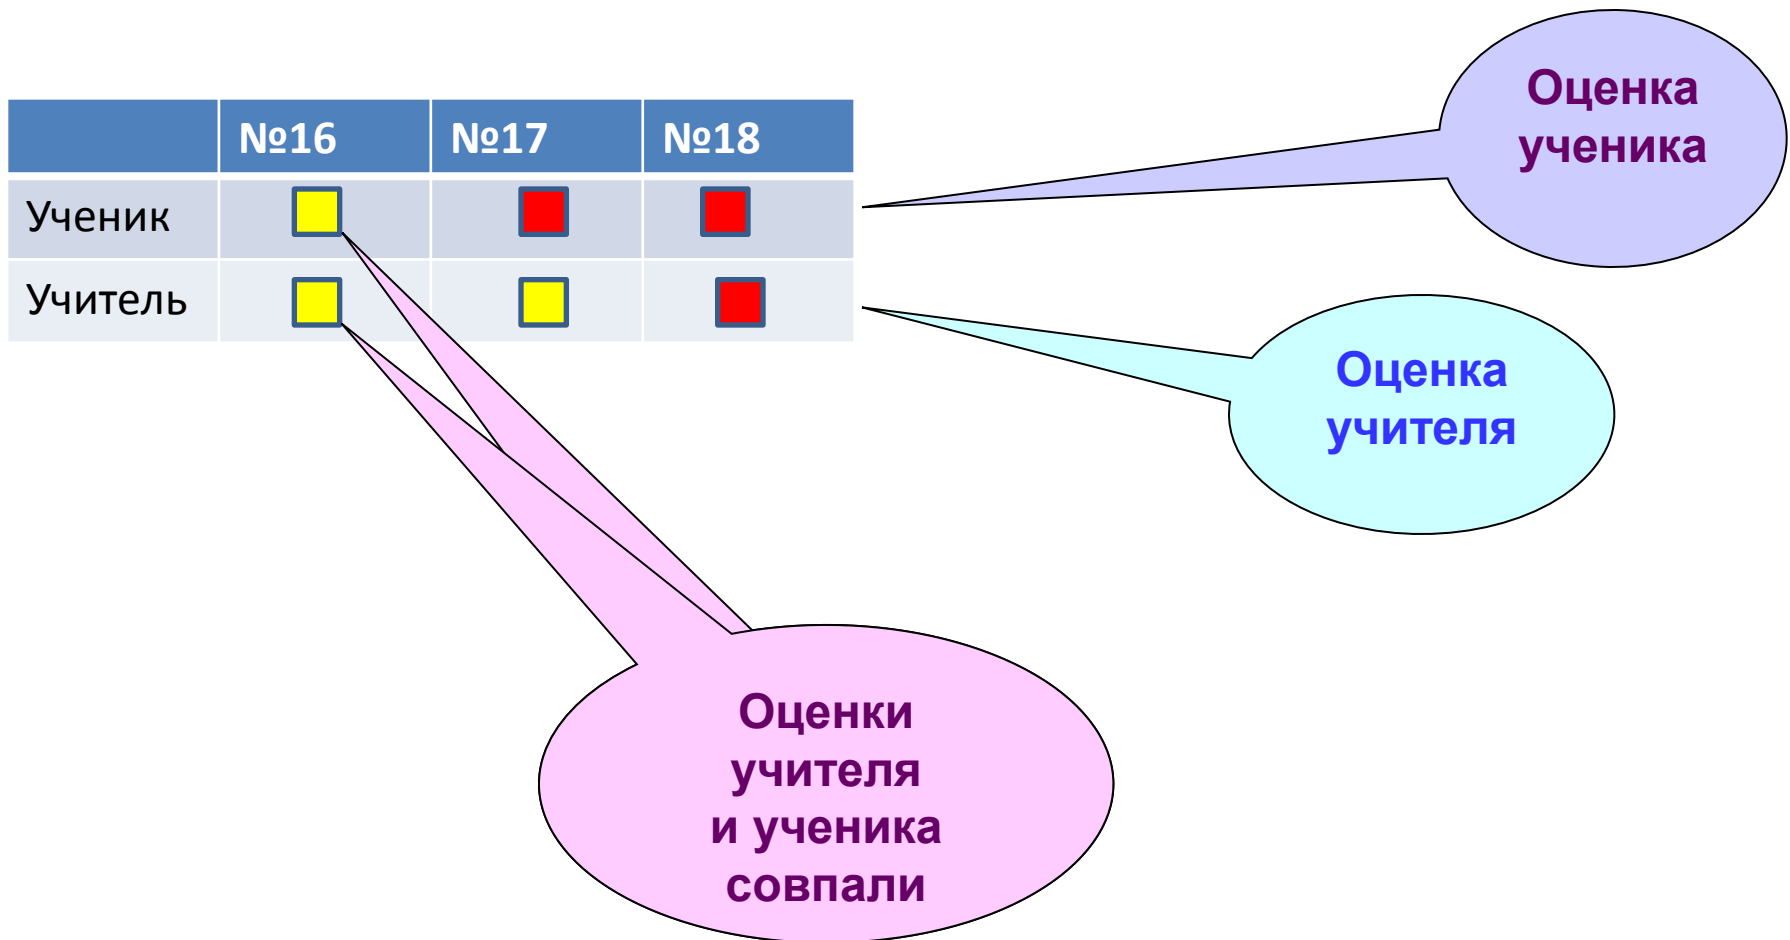 №16 №17 №18
Ученик
Учитель
Оценка
ученика
Оценка
учителя
Оценки
учителя
и ученика
совпали